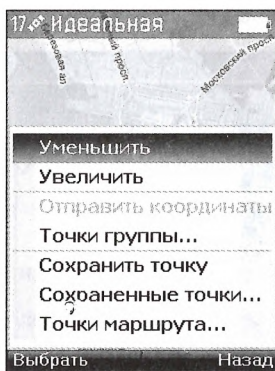 17 Идеальная
Московский просп
Уменьшить
Увеличить
Отправить координаты
Точки группы...
Сохранить точку
Сохраненные точки...
Точки маршрута...
Выбрать Назад